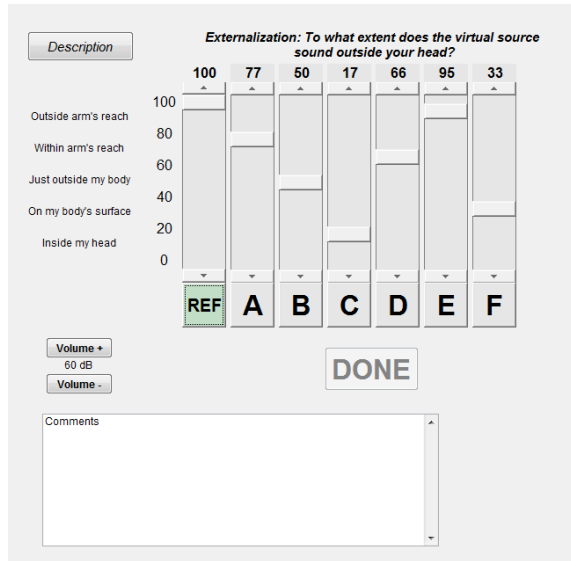 Description
Externalization: To what extent does the virtual source
sound outside your head?
100 77 50 17 66 95 33
100
Outside arm's reach
80
Within arm's reach
60
Just outside my body
40
On my body's surface
20
Inside my head
0
REF A B C D E F
Volume +
60 dB
Volume -
DONE
Comments